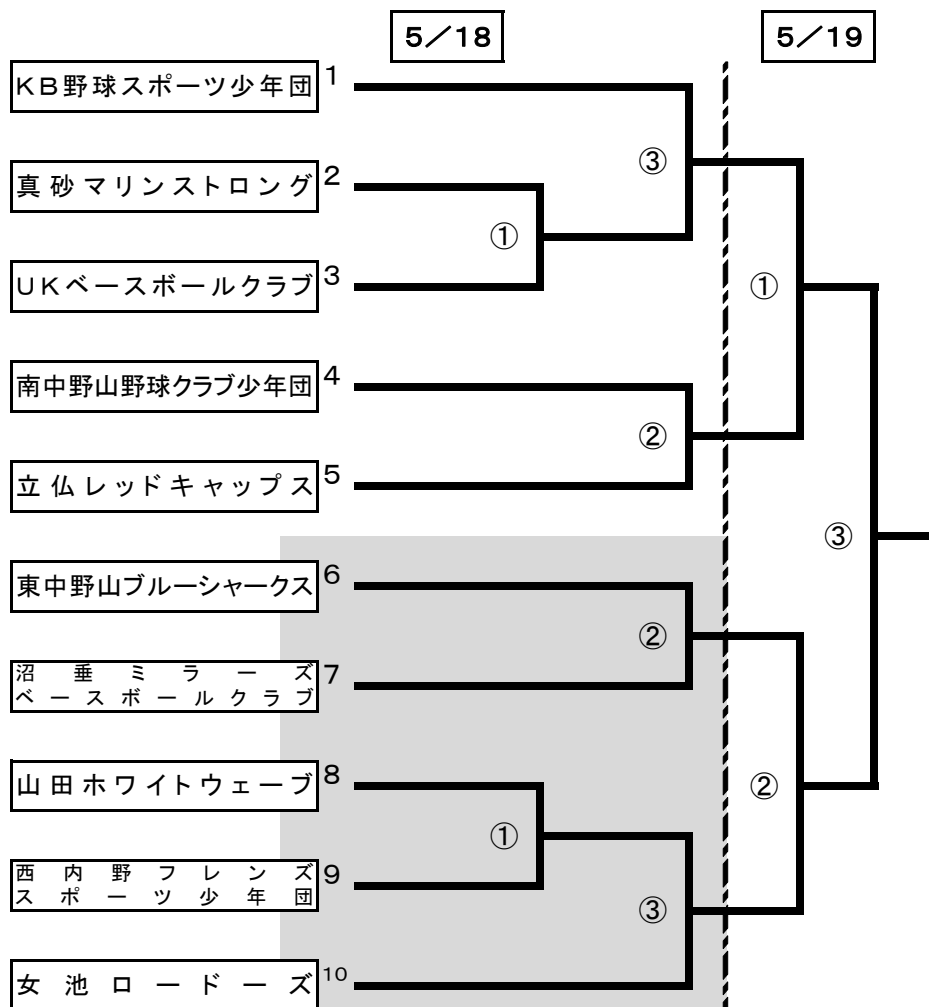 5／18
5／19
KB野球スポーツ少年団 1
③
真砂マリンストロング 2
①
UKベースボールクラブ 3
①
南中野山野球クラブ少年団 4
②
立仏レッドキャップス 5
③
東中野山ブルーシャークス 6
②
沼垂ミラーズ
ベースボールクラブ 7
山田ホワイトウェーブ 8
②
①
西内野フレンズ
スポーツ少年団 9
③
女池ロードーズ 10